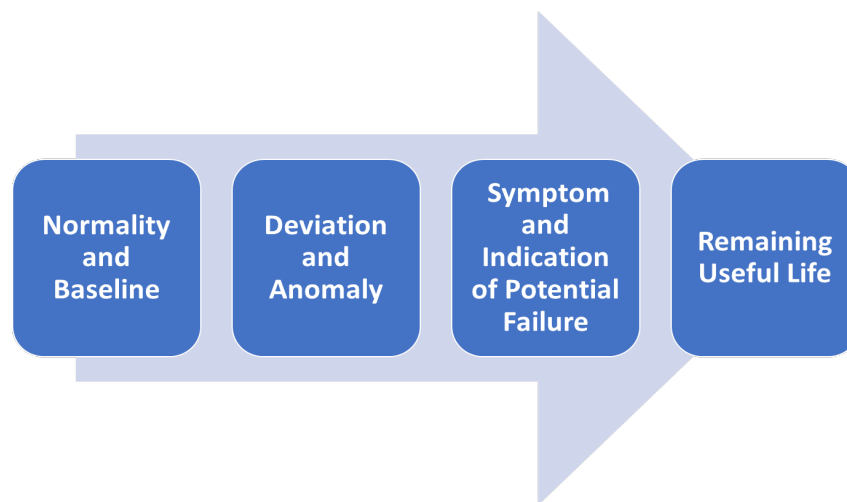 Normality
and
Baseline
Deviation
and
Anomaly
Symptom
and
Indication
of Potential
Failure
Remaining
Useful Life